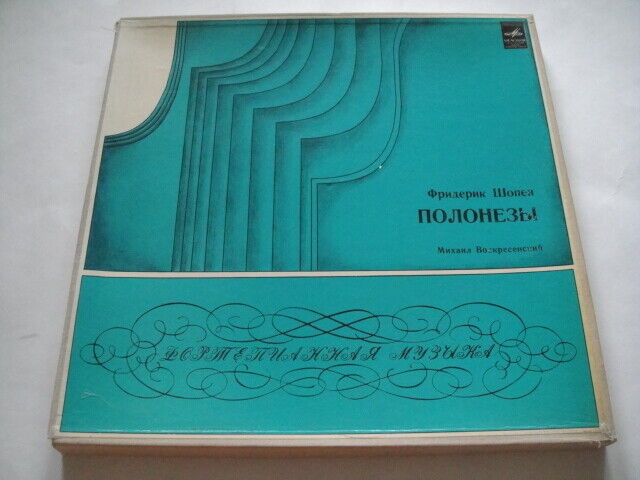 Фридерик Шопен
ПОЛОНЕЗЫ
Михаил Воскресенский
ФОРТЕПИАННАЯ МУЗЫКА